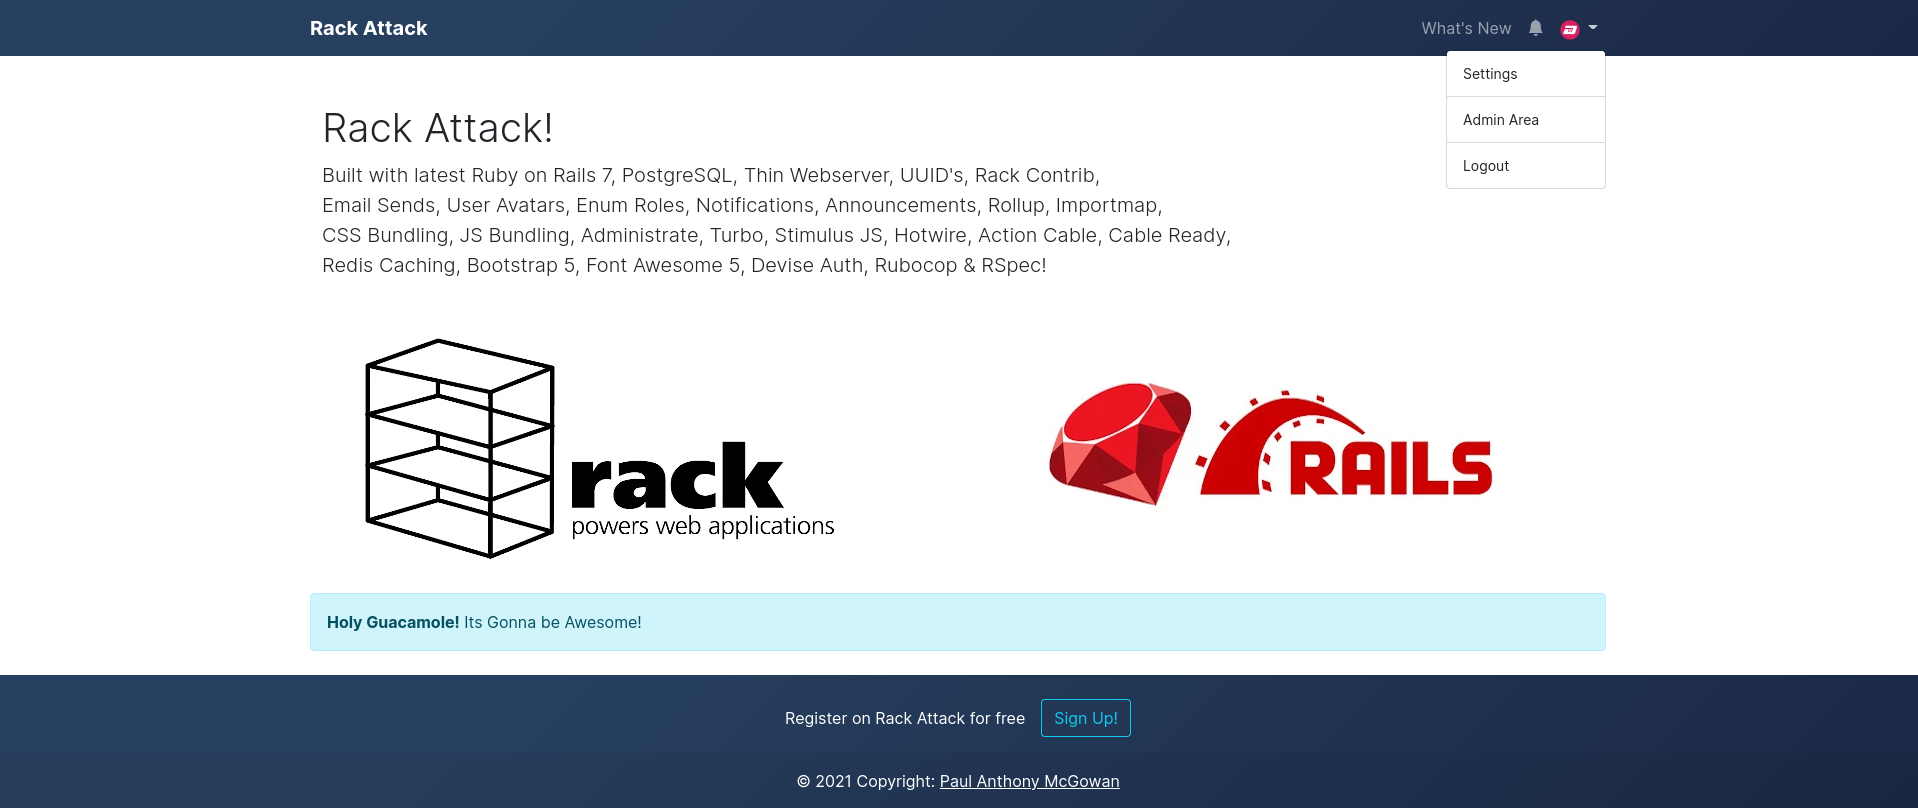 Rack Attack
What's New
Settings
Admin Area
Logout
Rack Attack!
Built with latest Ruby on Rails 7, PostgreSQL, Thin Webserver, UUID's, Rack Contrib,
Email Sends, User Avatars, Enum Roles, Notifications, Announcements, Rollup, Importmap,
CSS Bundling, JS Bundling, Administrate, Turbo, Stimulus JS, Hotwire, Action Cable, Cable Ready,
Redis Caching, Bootstrap 5, Font Awesome 5, Devise Auth, Rubocop & RSpec!
rack
powers web applications
RAILS
Holy Guacamole! Its Gonna be Awesome!
Register on Rack Attack for free
Sign Up!
© 2021 Copyright: Paul Anthony McGowan